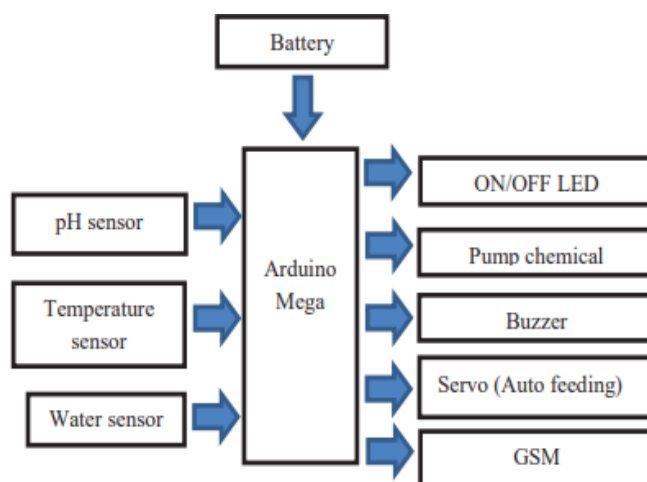 Battery
pH sensor
Temperature
sensor
Water sensor
Arduino
Mega
ON/OFF LED
Pump chemical
Buzzer
Servo (Auto feeding)
GSM